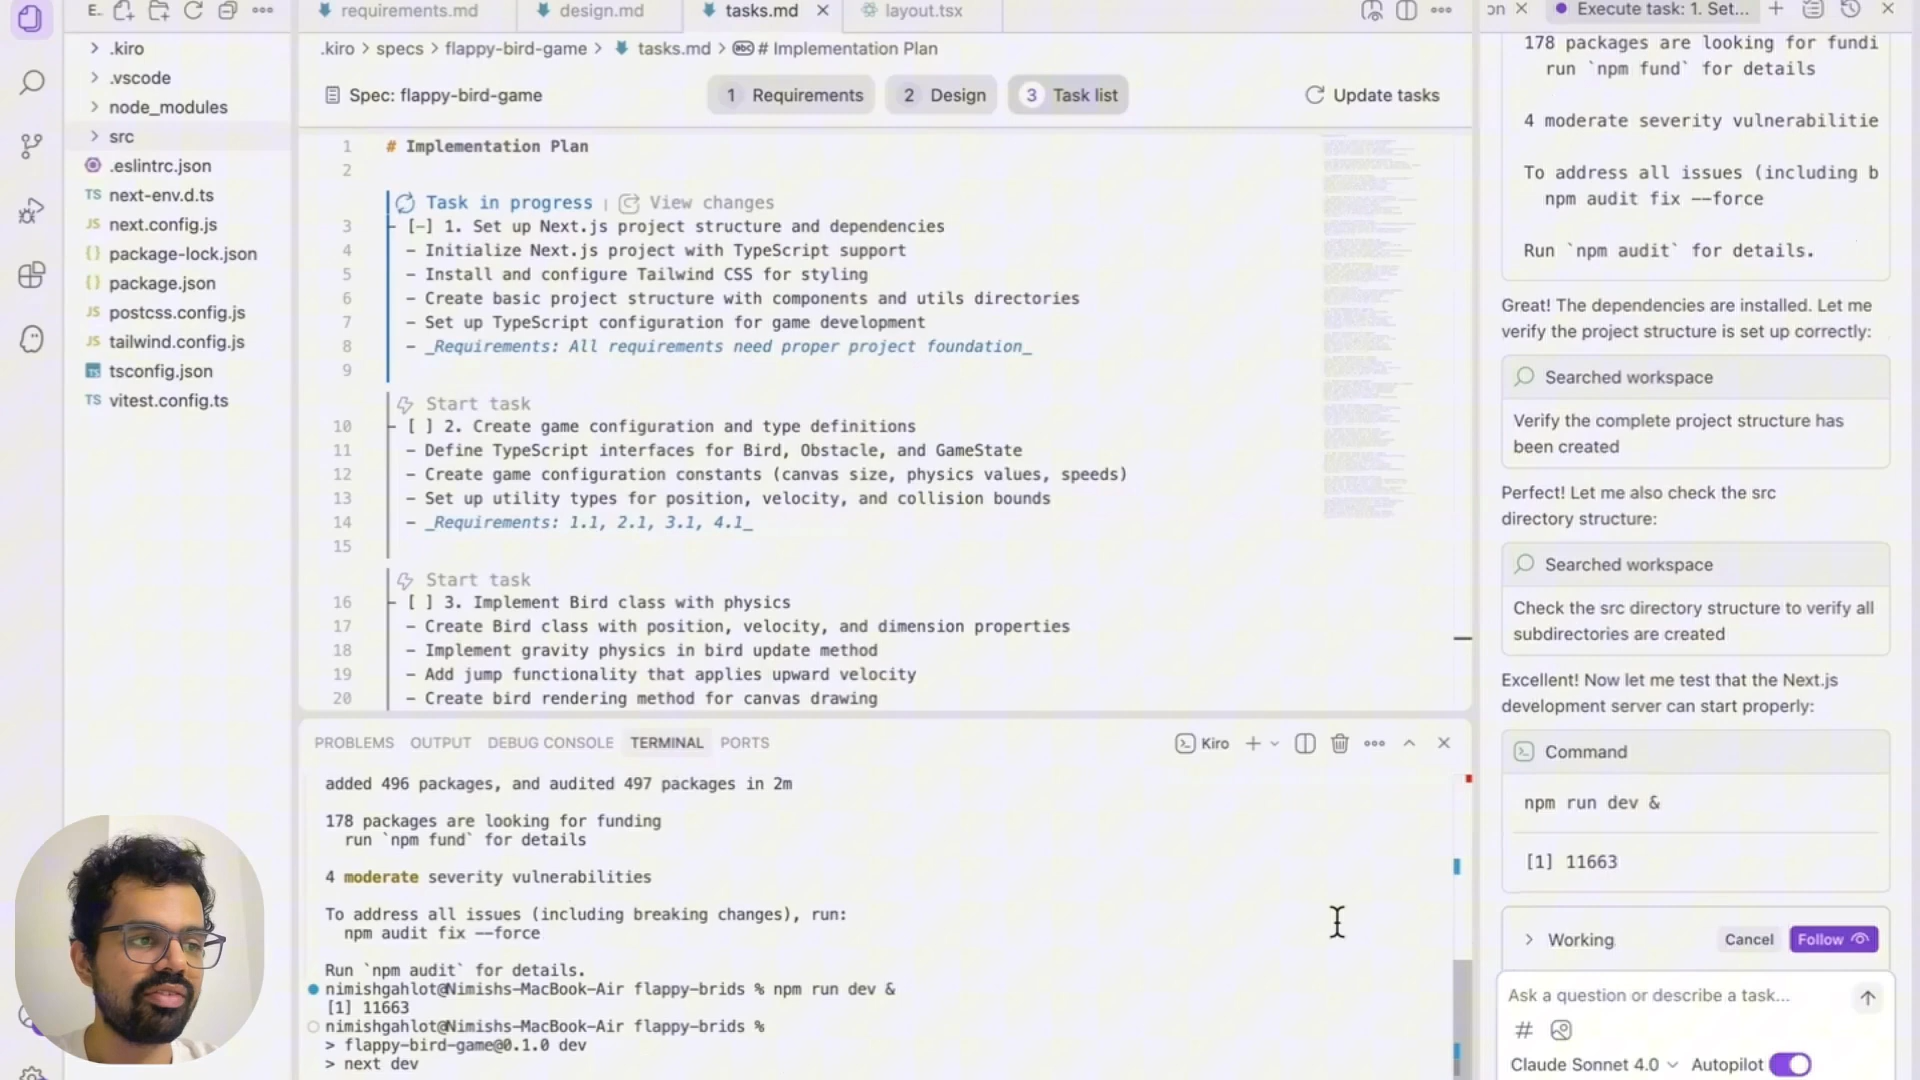 E..
requirements.md
design.md
tasks.md
layout.tsx
on
Execute task: 1. Set...
.kiro
.vscode
node_modules
src
.eslintrc.json
next-env.d.ts
next.config.js
package-lock.json
package.json
postcss.config.js
tailwind.config.js
tsconfig.json
vitest.config.ts
.kiro > specs > flappy-bird-game > tasks.md > # Implementation Plan
Spec: flappy-bird-game
1 Requirements
2 Design
3 Task list
Update tasks
1 # Implementation Plan
2
Task in progress | View changes
3 - [-] 1. Set up Next.js project structure and dependencies
4 - Initialize Next.js project with TypeScript support
5 - Install and configure Tailwind CSS for styling
6 - Create basic project structure with components and utils directories
7 - Set up TypeScript configuration for game development
8 - _Requirements: All requirements need proper project foundation_
9
Start task
10 - [ ] 2. Create game configuration and type definitions
11 - Define TypeScript interfaces for Bird, Obstacle, and GameState
12 - Create game configuration constants (canvas size, physics values, speeds)
13 - Set up utility types for position, velocity, and collision bounds
14 - _Requirements: 1.1, 2.1, 3.1, 4.1_
15
Start task
16 - [ ] 3. Implement Bird class with physics
17 - Create Bird class with position, velocity, and dimension properties
18 - Implement gravity physics in bird update method
19 - Add jump functionality that applies upward velocity
20 - Create bird rendering method for canvas drawing
PROBLEMS OUTPUT DEBUG CONSOLE TERMINAL PORTS
Kiro
added 496 packages, and audited 497 packages in 2m
178 packages are looking for funding
run `npm fund` for details
4 moderate severity vulnerabilities
To address all issues (including breaking changes), run:
npm audit fix --force
Run `npm audit` for details.
nimishgahlot@Nimishs-MacBook-Air flappy-brids % npm run dev &
[1] 11663
nimishgahlot@Nimishs-MacBook-Air flappy-brids %
> flappy-bird-game@0.1.0 dev
> next dev
178 packages are looking for fundi
run `npm fund` for details
4 moderate severity vulnerabilitie
To address all issues (including b
npm audit fix --force
Run `npm audit` for details.
Great! The dependencies are installed. Let me
verify the project structure is set up correctly:
Searched workspace
Verify the complete project structure has
been created
Perfect! Let me also check the src
directory structure:
Searched workspace
Check the src directory structure to verify all
subdirectories are created
Excellent! Now let me test that the Next.js
development server can start properly:
Command
npm run dev &
[1] 11663
Working
Cancel
Follow
Ask a question or describe a task...
#
Claude Sonnet 4.0
Autopilot